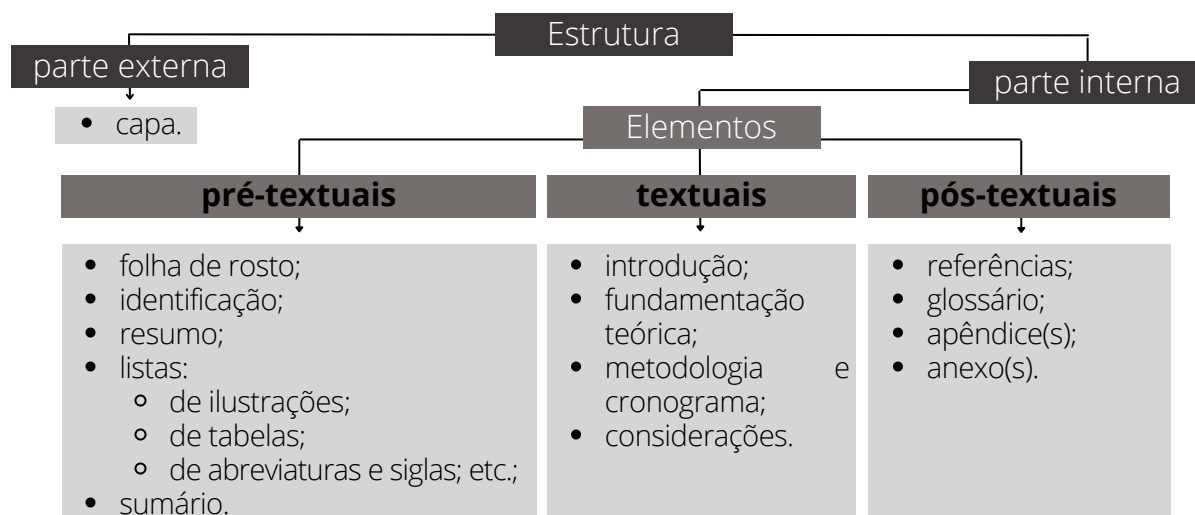 Estrutura
parte externa
parte interna
• capa.
Elementos
pré-textuais
textuais
pós-textuais
• folha de rosto;
• identificação;
• resumo;
• listas:
de ilustrações;
de tabelas;
de abreviaturas e siglas; etc.;
• sumário.
• introdução;
• fundamentação
teórica;
• metodologia e
cronograma;
• considerações.
• referências;
• glossário;
• apêndice(s);
• anexo(s).